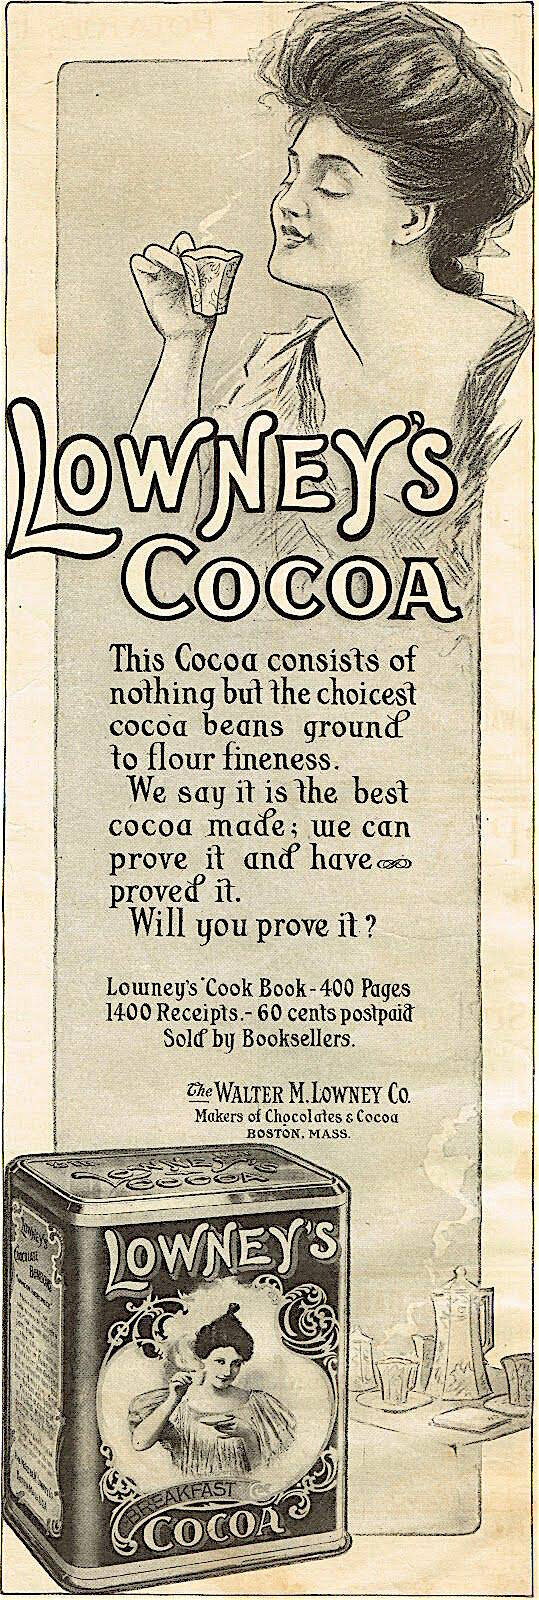 LOWNEY'S
COCOA
This Cocoa consists of
nothing but the choicest
cocoa beans ground
to flour fineness.
We say it is the best
cocoa made; we can
prove it and have
proved it.
Will you prove it?
Lowney's Cook Book-400 Pages
1400 Receipts.-60 cents postpaid
Sold by Booksellers.
The WALTER M. LOWNEY CO.
Makers of Chocolates & Cocoa
BOSTON, MASS.
LOWNEY'S
COCOA
LOWNEY'S
BREAKFAST
COCOA
LOWNEY'S